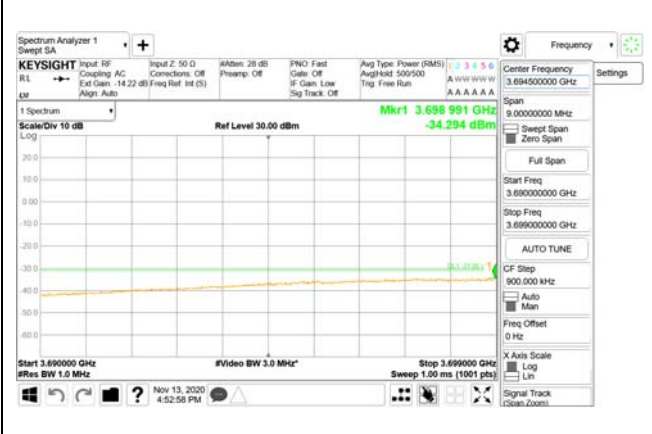 Spectrum Analyzer 1
Swept SA
+
Frequency
KEYSIGHT
RL
Input: RF
Coupling: AC
Ext Gain: -14.22 dB
Align: Auto
Input Z: 50 Ω
Corrections: Off
Freq Ref: Int (S)
#Atten: 28 dB
Preamp: Off
PNO: Fast
Gate: Off
IF Gain: Low
Sig Track: Off
Avg Type: Power (RMS)
Avg|Hold: 500/500
Trig: Free Run
1 2 3 4 5 6
A W W W W W
A A A A A A
1 Spectrum
Scale/Div 10 dB
Log
Ref Level 30.00 dBm
Mkr1 3.698 991 GHz
-34.294 dBm
20.0
10.0
0.00
-10.0
-20.0
-30.0
-40.0
-50.0
-60.0
1
Start 3.690000 GHz
#Res BW 1.0 MHz
#Video BW 3.0 MHz*
Stop 3.699000 GHz
Sweep 1.00 ms (1001 pts)
Center Frequency
3.694500000 GHz
Settings
Span
9.00000000 MHz
Swept Span
Zero Span
Full Span
Start Freq
3.690000000 GHz
Stop Freq
3.699000000 GHz
AUTO TUNE
CF Step
900.000 kHz
Auto
Man
Freq Offset
0 Hz
X Axis Scale
Log
Lin
Signal Track
(Span Zoom)
?
Nov 13, 2020
4:52:58 PM